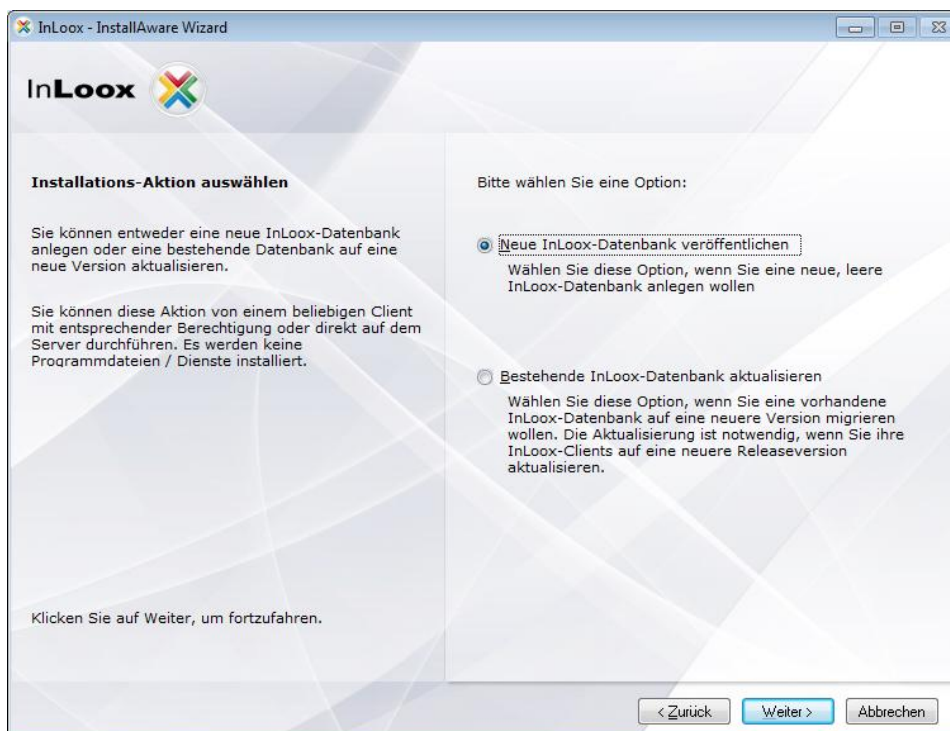 InLoox - InstallAware Wizard
InLoox
Installations-Aktion auswählen
Sie können entweder eine neue InLoox-Datenbank
anlegen oder eine bestehende Datenbank auf eine
neue Version aktualisieren.
Sie können diese Aktion von einem beliebigen Client
mit entsprechender Berechtigung oder direkt auf dem
Server durchführen. Es werden keine
Programmdateien / Dienste installiert.
Klicken Sie auf Weiter, um fortzufahren.
Bitte wählen Sie eine Option:
Neue InLoox-Datenbank veröffentlichen
Wählen Sie diese Option, wenn Sie eine neue, leere
InLoox-Datenbank anlegen wollen
Bestehende InLoox-Datenbank aktualisieren
Wählen Sie diese Option, wenn Sie eine vorhandene
InLoox-Datenbank auf eine neuere Version migrieren
wollen. Die Aktualisierung ist notwendig, wenn Sie ihre
InLoox-Clients auf eine neuere Releaseversion
aktualisieren.
< Zurück
Weiter >
Abbrechen